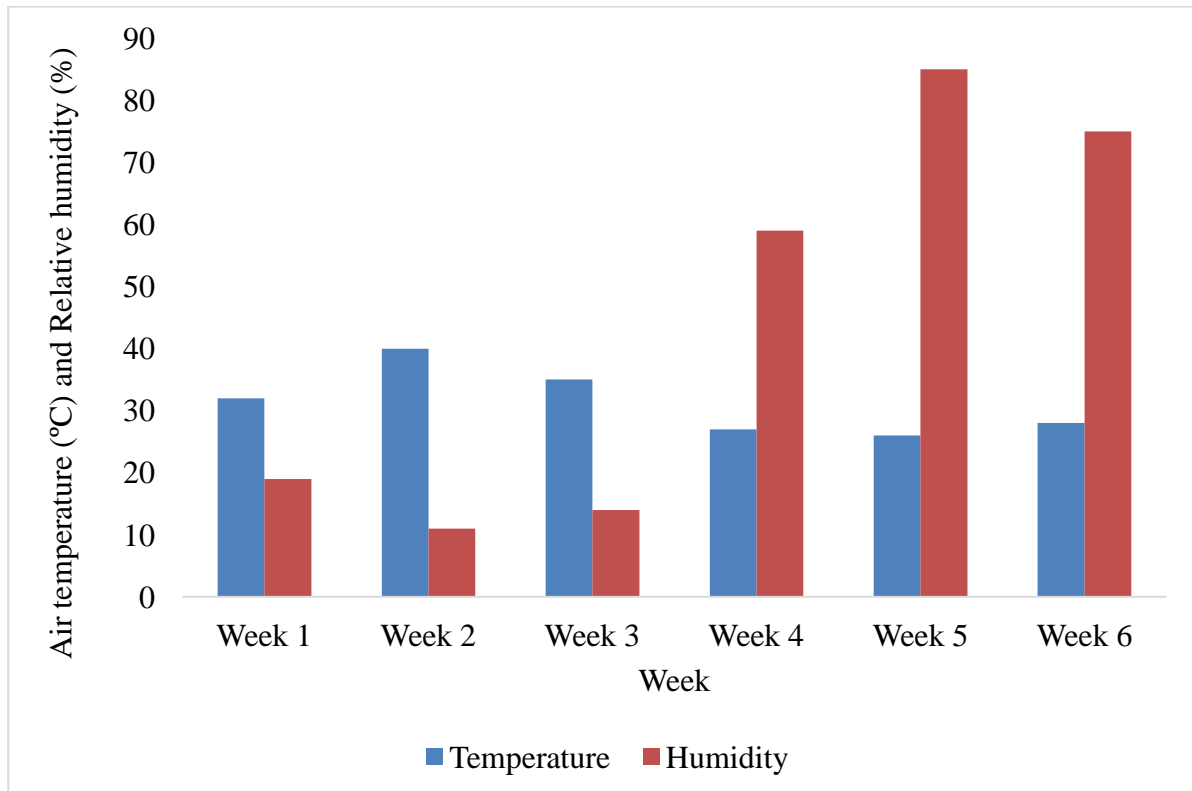 Air temperature (ºC) and Relative humidity (%)
90
80
70
60
50
40
30
20
10
0
Week 1 Week 2 Week 3 Week 4 Week 5 Week 6
Week
Temperature Humidity